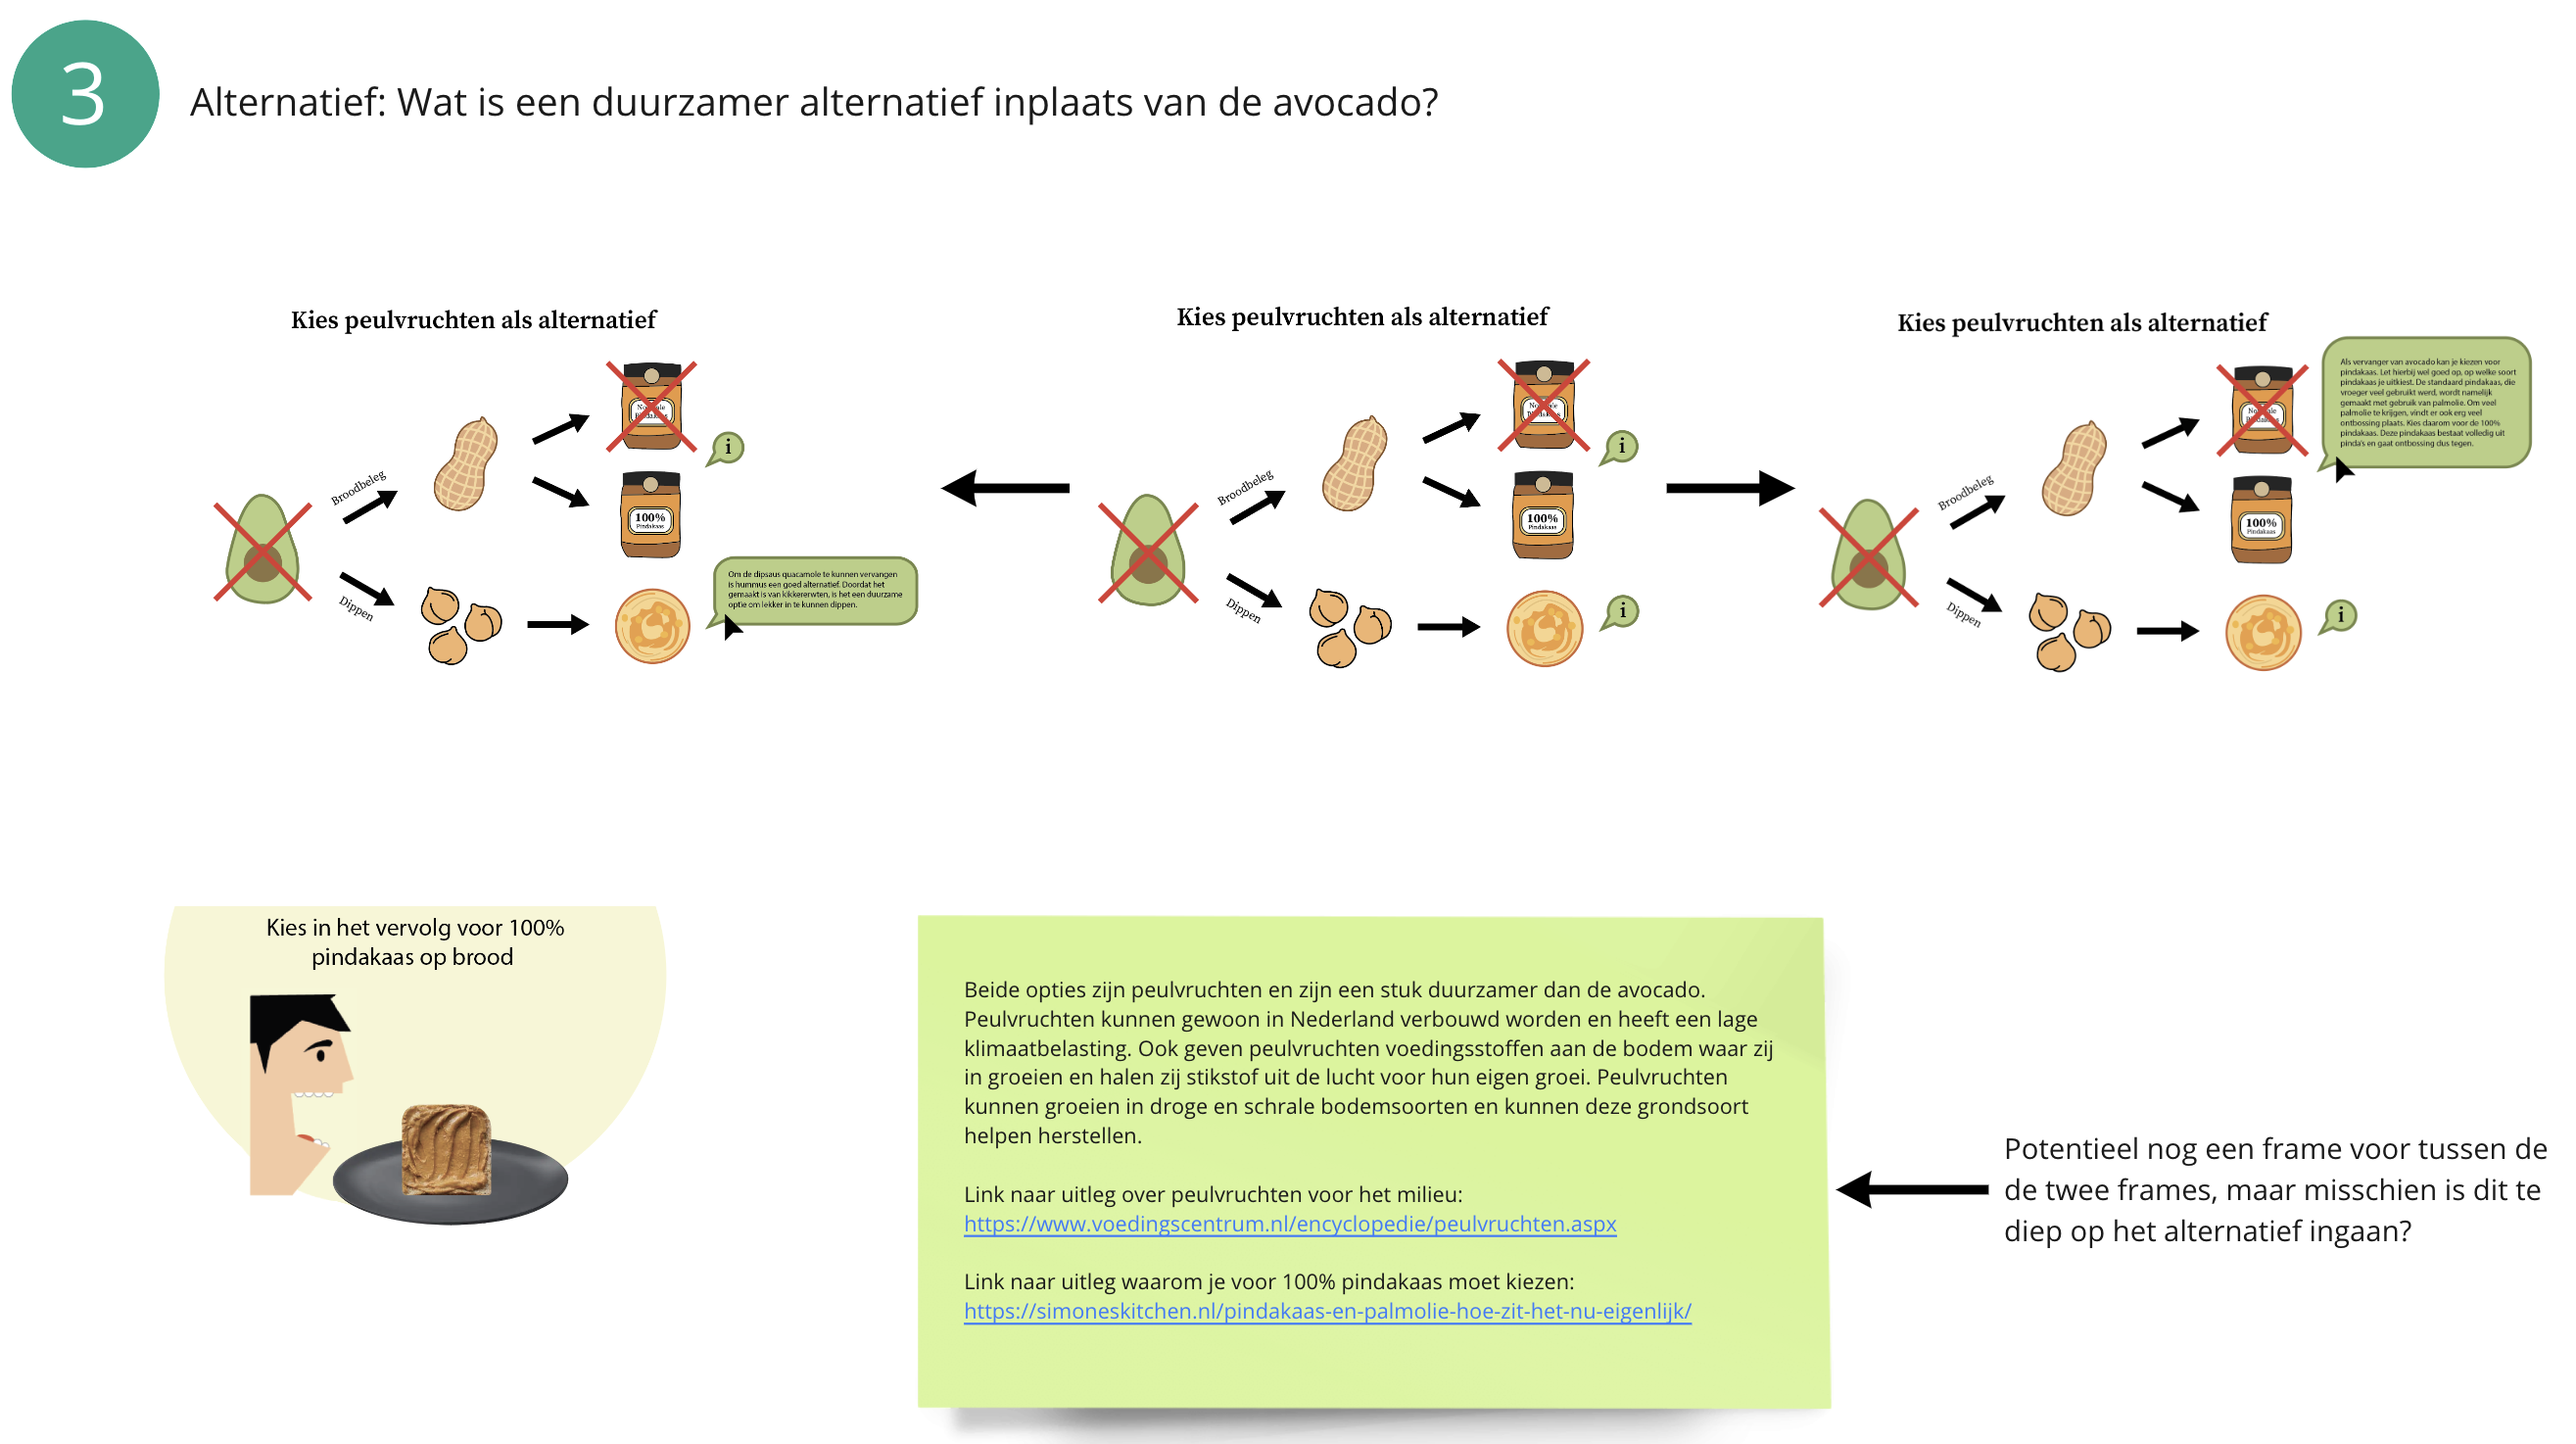 3
Alternatief: Wat is een duurzamer alternatief inplaats van de avocado?
Kies peulvruchten als alternatief
Broodbeleg
Dippen
i
100%
Pindakaas
Om de dipsaus quacamole te kunnen vervangen
is hummus een goed alternatief. Doordat het
gemaakt is van kikkererwten, is het een duurzame
optie om lekker in te kunnen dippen.
Kies peulvruchten als alternatief
Broodbeleg
Dippen
i
100%
Pindakaas
i
Kies peulvruchten als alternatief
Broodbeleg
Dippen
Als vervanger van avocado kan je kiezen voor
pindakaas. Let hierbij wel goed op, op welke soort
pindakaas je uitkiest. De standaard pindakaas, die
vroeger veel gebruikt werd, wordt namelijk
gemaakt met gebruik van palmolie. Om veel
palmolie te krijgen, vindt er ook erg veel
ontbossing plaats. Kies daarom voor de 100%
pindakaas. Deze pindakaas bestaat volledig uit
pinda's en gaat ontbossing dus tegen.
100%
Pindakaas
i
Kies in het vervolg voor 100%
pindakaas op brood
Beide opties zijn peulvruchten en zijn een stuk duurzamer dan de avocado.
Peulvruchten kunnen gewoon in Nederland verbouwd worden en heeft een lage
klimaatbelasting. Ook geven peulvruchten voedingsstoffen aan de bodem waar zij
in groeien en halen zij stikstof uit de lucht voor hun eigen groei. Peulvruchten
kunnen groeien in droge en schrale bodemsoorten en kunnen deze grondsoort
helpen herstellen.
Link naar uitleg over peulvruchten voor het milieu:
https://www.voedingscentrum.nl/encyclopedie/peulvruchten.aspx
Link naar uitleg waarom je voor 100% pindakaas moet kiezen:
https://simoneskitchen.nl/pindakaas-en-palmolie-hoe-zit-het-nu-eigenlijk/
Potentieel nog een frame voor tussen de
de twee frames, maar misschien is dit te
diep op het alternatief ingaan?